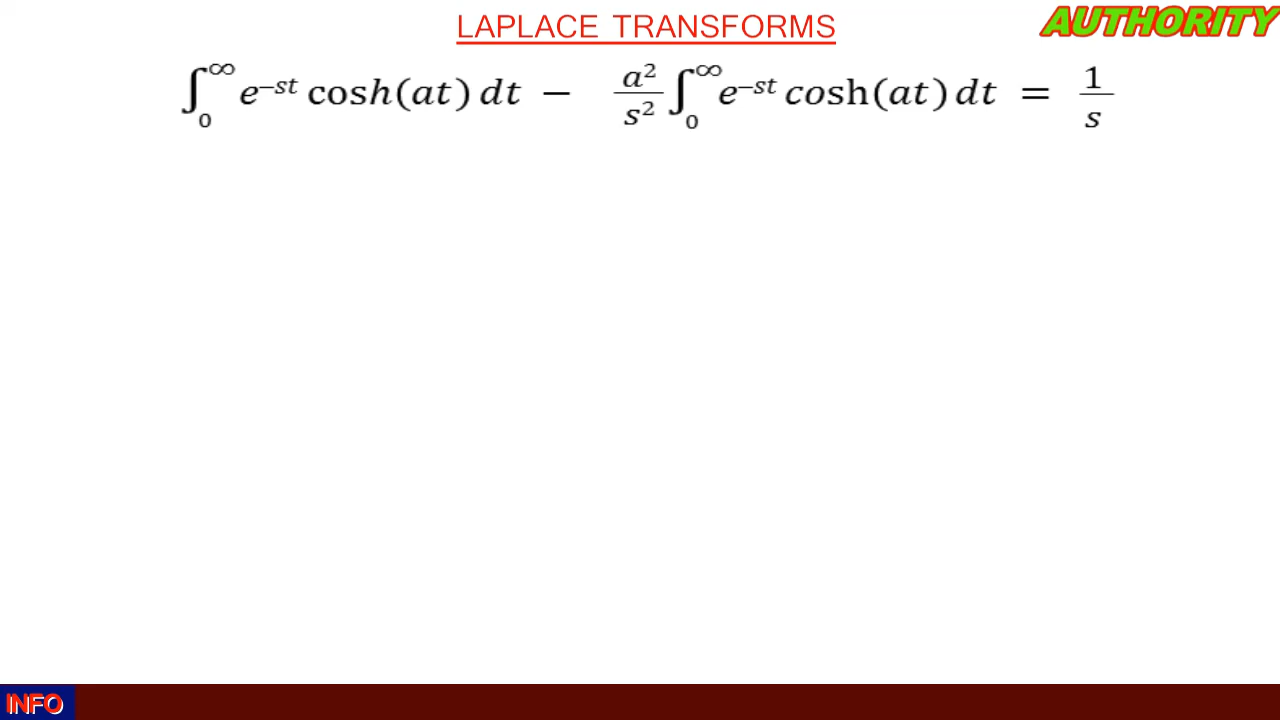 LAPLACE TRANSFORMS
AUTHORITY
∫₀^∞ e^{−st} cosh(at) dt − a²/s² ∫₀^∞ e^{−st} cosh(at) dt = 1/s
INFO